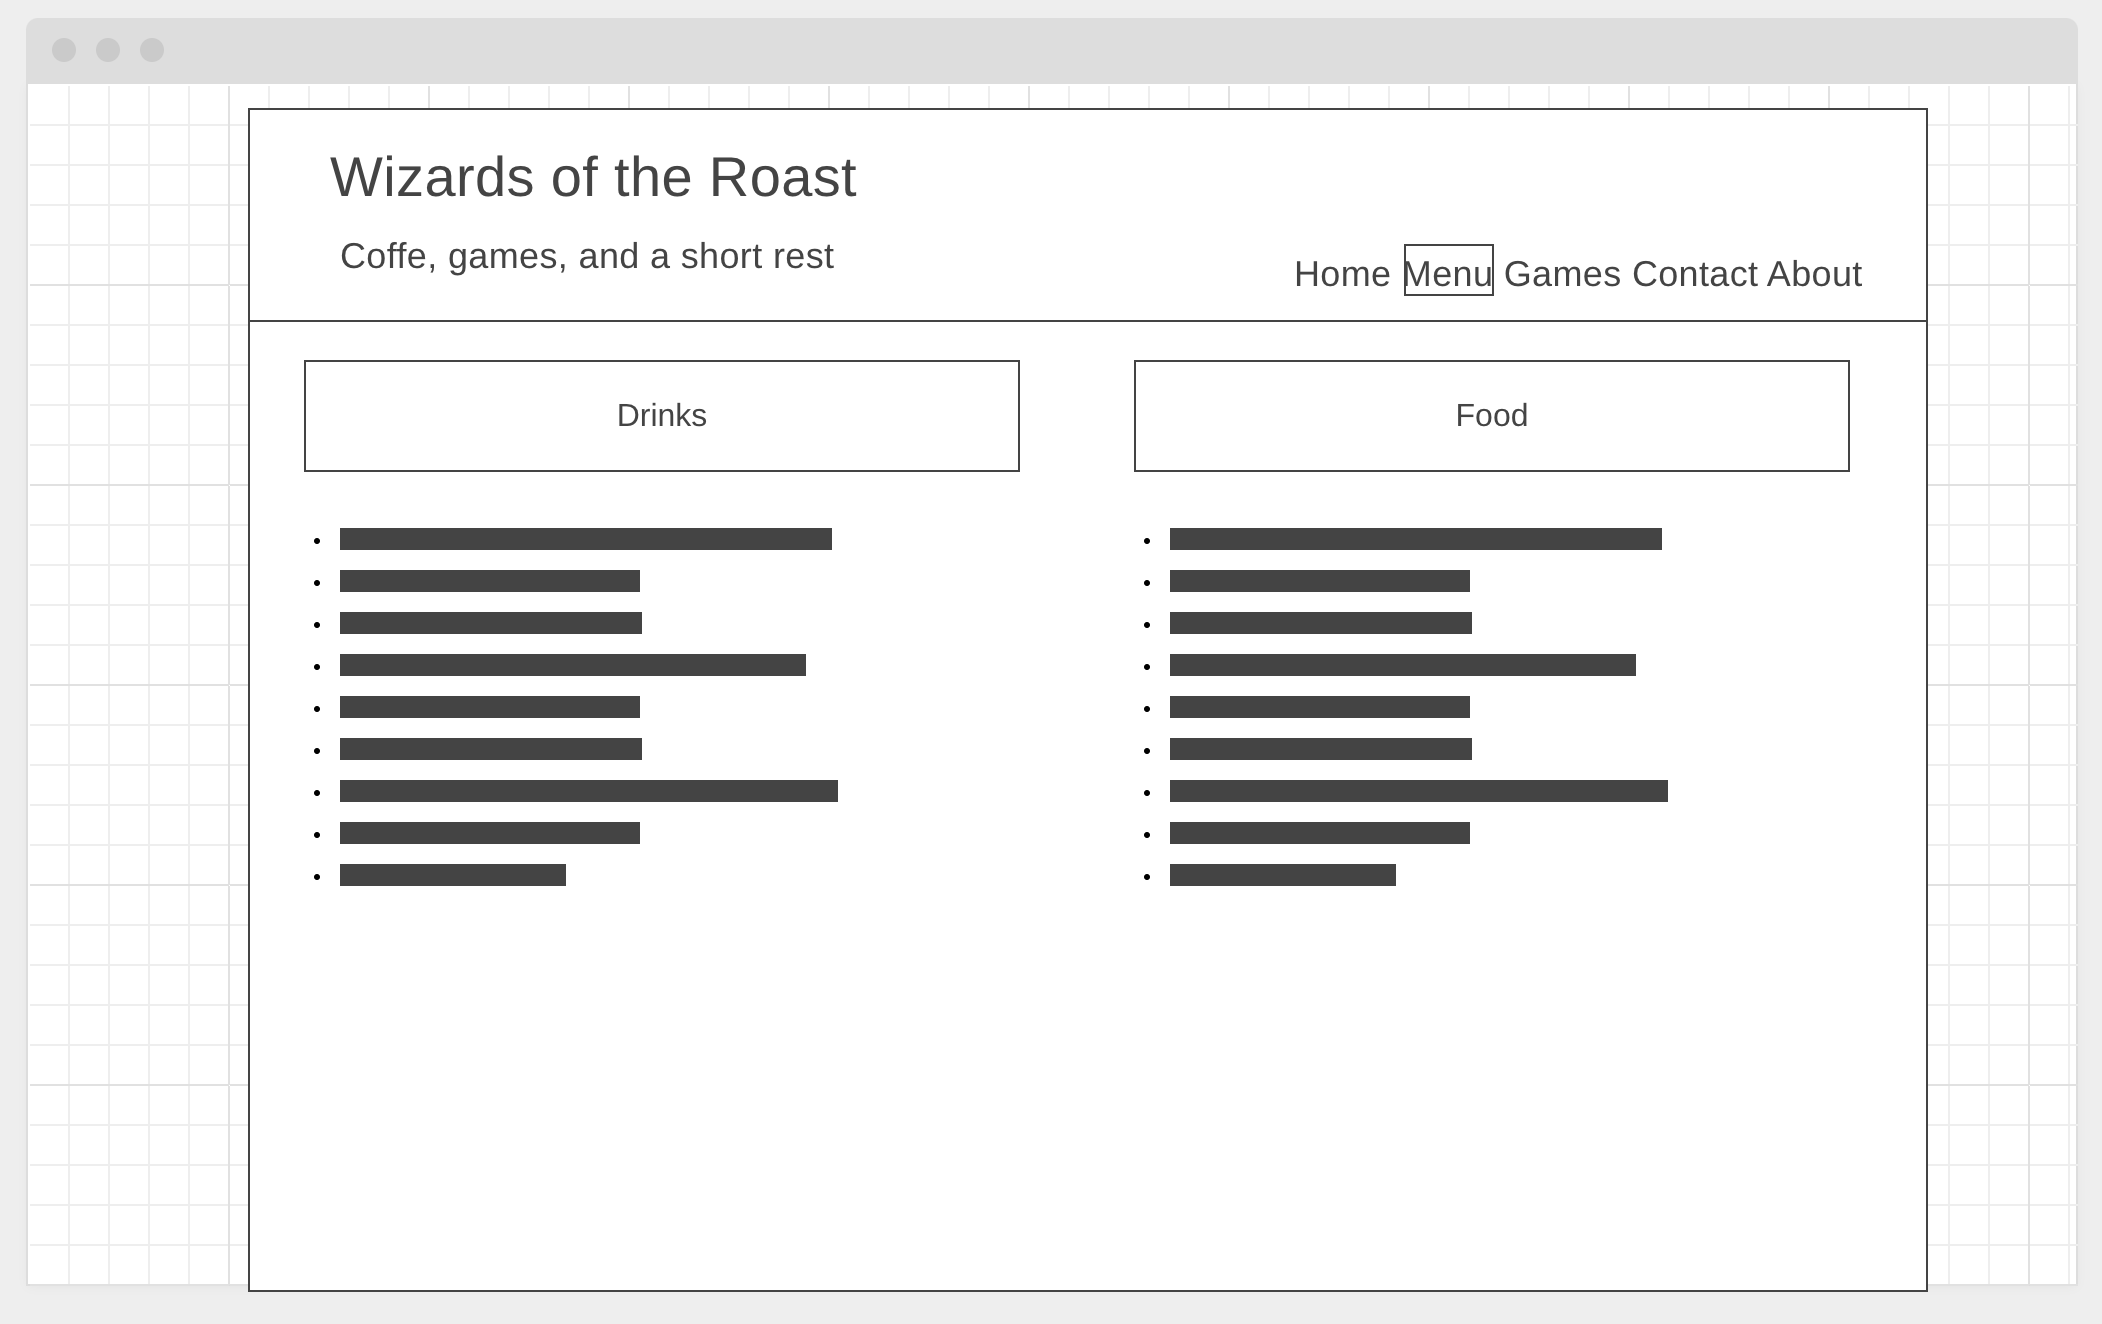 Wizards of the Roast
Coffe, games, and a short rest
Home Menu Games Contact About
Drinks
Food